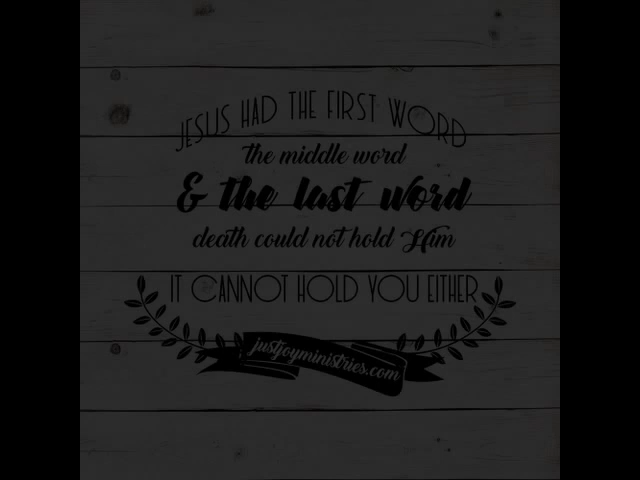 JESUS HAD THE FIRST WORD
the middle word
& the last word
death could not hold Him
IT CANNOT HOLD YOU EITHER
justjoyministries.com